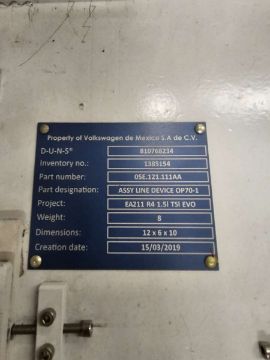 Property of Volkswagen de Mexico S.A de C.V.
D-U-N-S® 810768234
Inventory no.: 1385154
Part number: 05E.121.111AA
Part designation: ASSY LINE DEVICE OP70-1
Project: EA211 R4 1.5l TSI EVO
Weight: 8
Dimensions: 12 x 6 x 10
Creation date: 15/03/2019